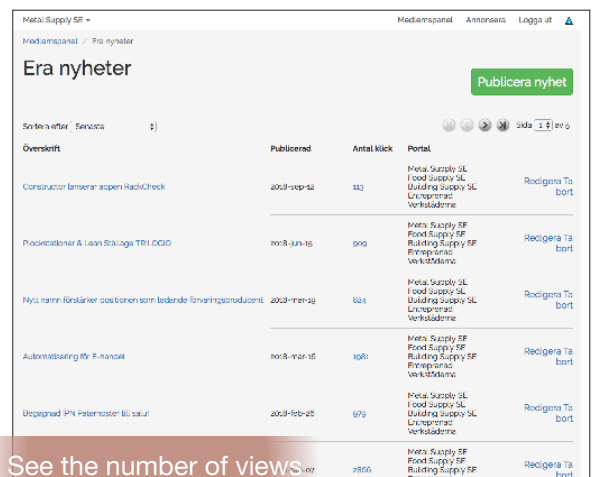 Metal Supply SE
Medlemspanel Annonsera Logga ut
Medlemspanel / Era nyheter
Era nyheter
Publicera nyhet
Sortera efter Senaste
Sida 1 av 6
Överskrift Publicerad Antal klick Portal
Constructor lanserar appen RackCheck 2018-sep-12 113
Metal Supply SE
Food Supply SE
Building Supply SE
Entreprenad
Verkstäderna
Redigera Ta
bort
Plockstationer & Lean Ställage TRILOGIQ 2018-jun-15 909
Metal Supply SE
Food Supply SE
Building Supply SE
Entreprenad
Verkstäderna
Redigera Ta
bort
Nytt namn förstärker positionen som ledande förvaringsproducent 2018-mar-19 824
Metal Supply SE
Food Supply SE
Building Supply SE
Entreprenad
Verkstäderna
Redigera Ta
bort
Automatisering för E-handel 2018-mar-16 1981
Metal Supply SE
Food Supply SE
Building Supply SE
Entreprenad
Verkstäderna
Redigera Ta
bort
Begagnad IPN Paternoster till salu! 2018-feb-28 979
Metal Supply SE
Food Supply SE
Building Supply SE
Entreprenad
Verkstäderna
Redigera Ta
bort
See the number of views
2866
Metal Supply SE
Food Supply SE
Building Supply SE
Redigera Ta
bort